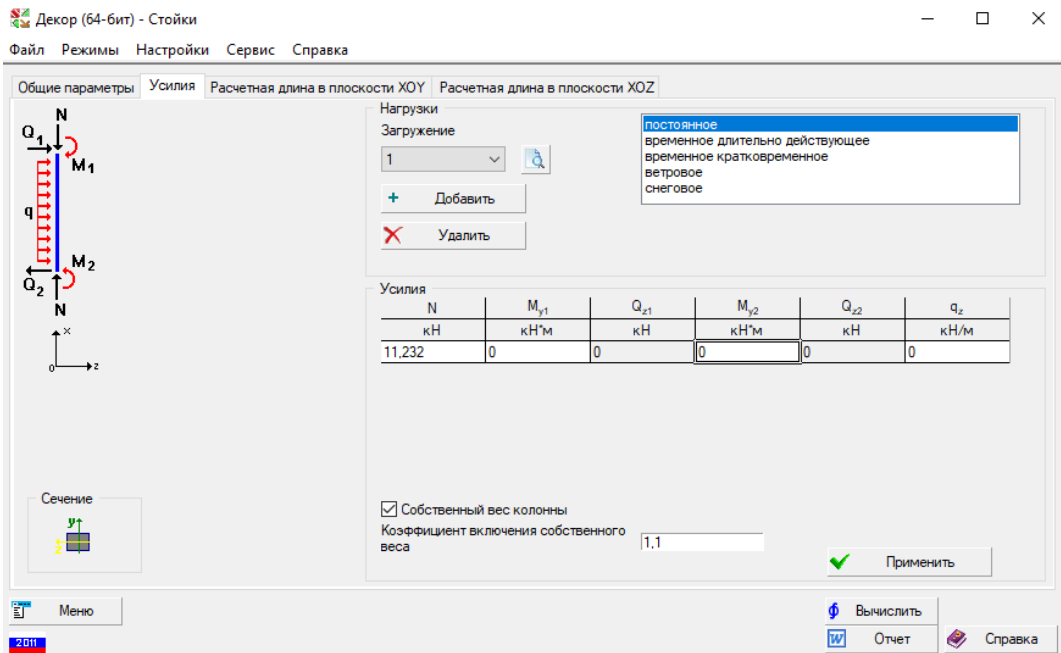 Декор (64-бит) - Стойки
Файл Режимы Настройки Сервис Справка
Общие параметры Усилия Расчетная длина в плоскости XOY Расчетная длина в плоскости XOZ
N
Q1
M1
q
M2
Q2
N
x
0 z
Нагрузки
Загружение
1
Добавить
Удалить
постоянное
временное длительно действующее
временное кратковременное
ветровое
снеговое
Усилия
N My1 Qz1 My2 Qz2 qz
кН кН*м кН кН*м кН кН/м
11,232 0 0 0 0 0
Сечение
y
z
Собственный вес колонны
Коэффициент включения собственного
веса
1,1
Применить
Меню
Вычислить
2011
Отчет
Справка